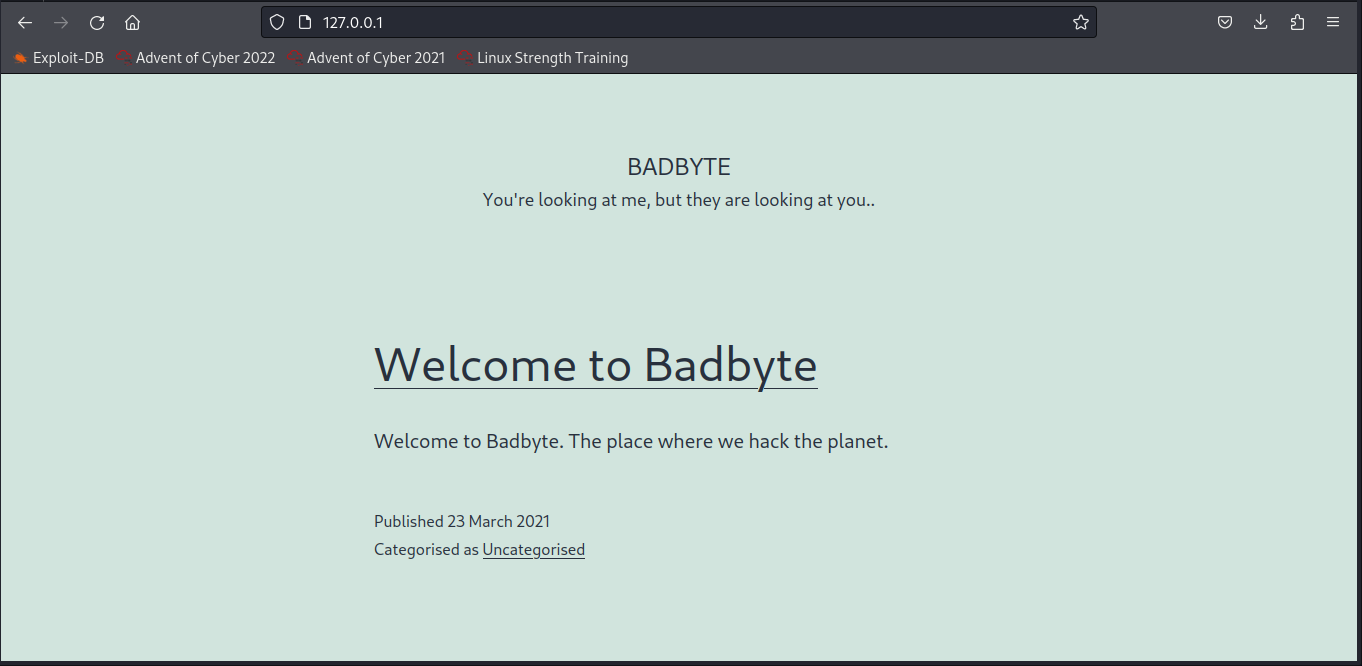 127.0.0.1
Exploit-DB Advent of Cyber 2022 Advent of Cyber 2021 Linux Strength Training
BADBYTE
You're looking at me, but they are looking at you..
Welcome to Badbyte
Welcome to Badbyte. The place where we hack the planet.
Published 23 March 2021
Categorised as Uncategorised